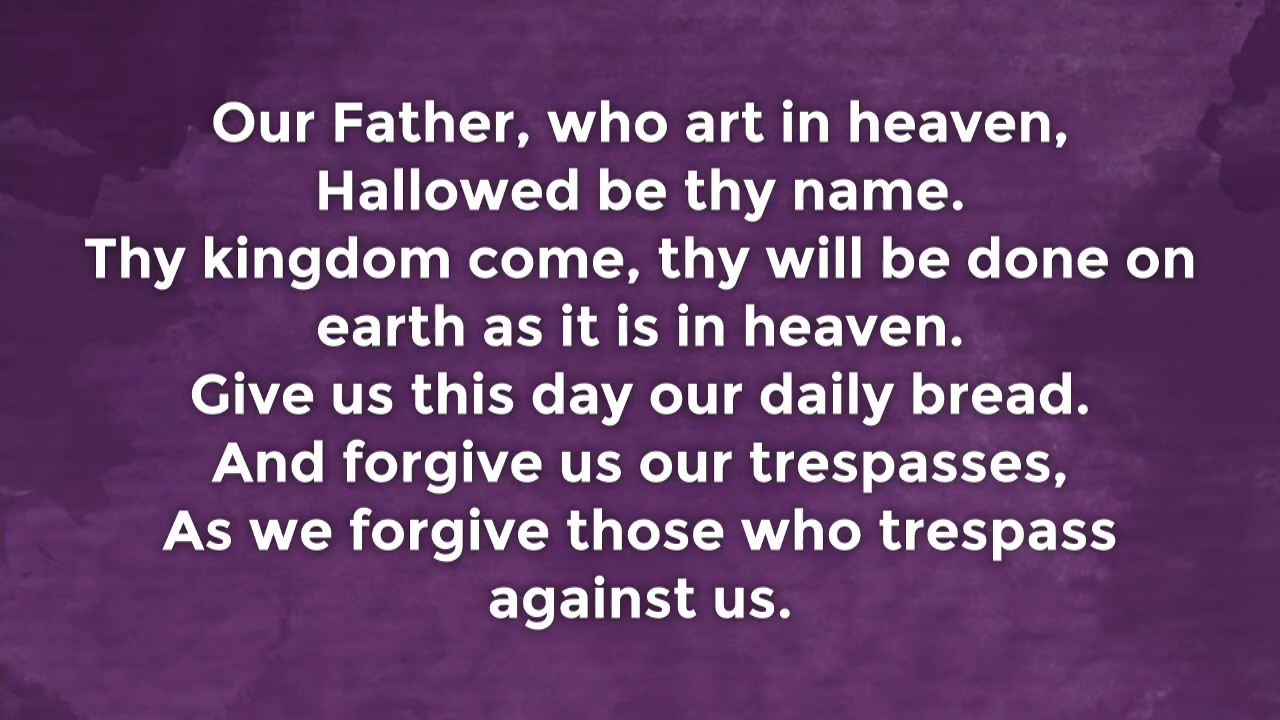 Our Father, who art in heaven,
Hallowed be thy name.
Thy kingdom come, thy will be done on
earth as it is in heaven.
Give us this day our daily bread.
And forgive us our trespasses,
As we forgive those who trespass
against us.